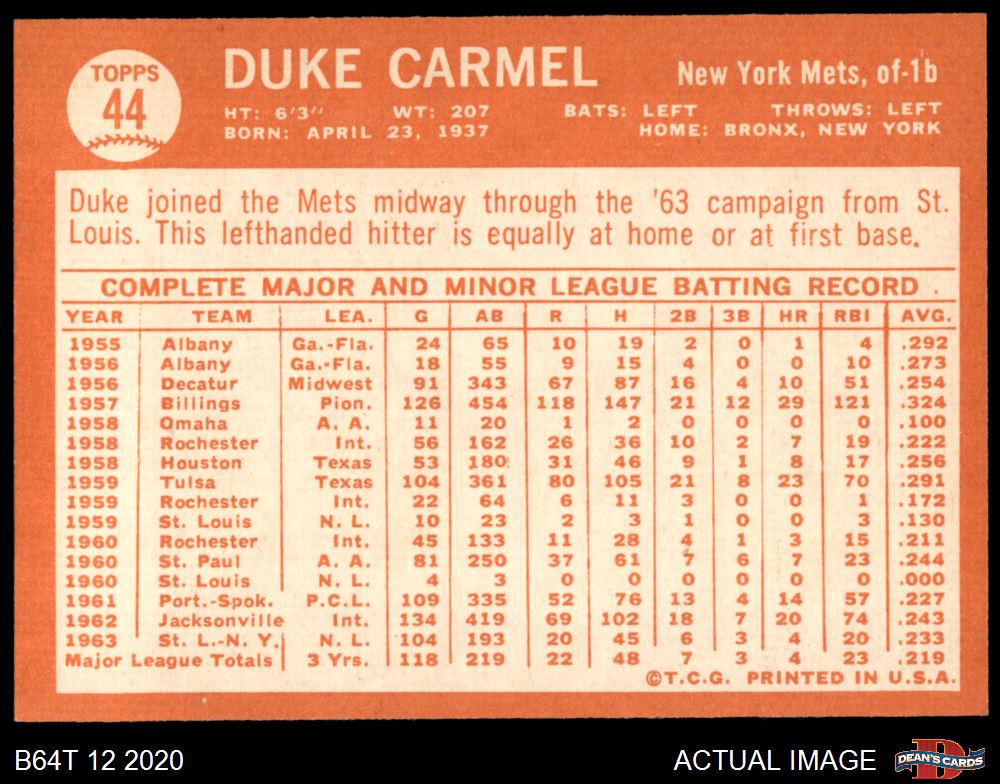 TOPPS
44
DUKE CARMEL
New York Mets, of-1b
HT: 6'3" WT: 207 BATS: LEFT THROWS: LEFT
BORN: APRIL 23, 1937 HOME: BRONX, NEW YORK
Duke joined the Mets midway through the '63 campaign from St.
Louis. This lefthanded hitter is equally at home or at first base.
COMPLETE MAJOR AND MINOR LEAGUE BATTING RECORD
YEAR TEAM LEA. G AB R H 2B 3B HR RBI AVG.
1955 Albany Ga.-Fla. 24 65 10 19 2 0 1 4 .292
1956 Albany Ga.-Fla. 18 55 9 15 4 0 0 10 .273
1956 Decatur Midwest 91 343 67 87 16 4 10 51 .254
1957 Billings Pion. 126 454 118 147 21 12 29 121 .324
1958 Omaha A. A. 11 20 1 2 0 0 0 0 .100
1958 Rochester Int. 56 162 26 36 10 2 7 19 .222
1958 Houston Texas 53 180 31 46 9 1 8 17 .256
1959 Tulsa Texas 104 361 80 105 21 8 23 70 .291
1959 Rochester Int. 22 64 6 11 3 0 0 1 .172
1959 St. Louis N. L. 10 23 2 3 1 0 0 3 .130
1960 Rochester Int. 45 133 11 28 4 1 3 15 .211
1960 St. Paul A. A. 81 250 37 61 7 6 7 23 .244
1960 St. Louis N. L. 4 3 0 0 0 0 0 0 .000
1961 Port.-Spok. P.C.L. 109 335 52 76 13 4 14 57 .227
1962 Jacksonville Int. 134 419 69 102 18 7 20 74 .243
1963 St. L.-N. Y. N. L. 104 193 20 45 6 3 4 20 .233
Major League Totals 3 Yrs. 118 219 22 48 7 3 4 23 .219
©T.C.G. PRINTED IN U.S.A.
B64T 12 2020 ACTUAL IMAGE
DEAN'S CARDS